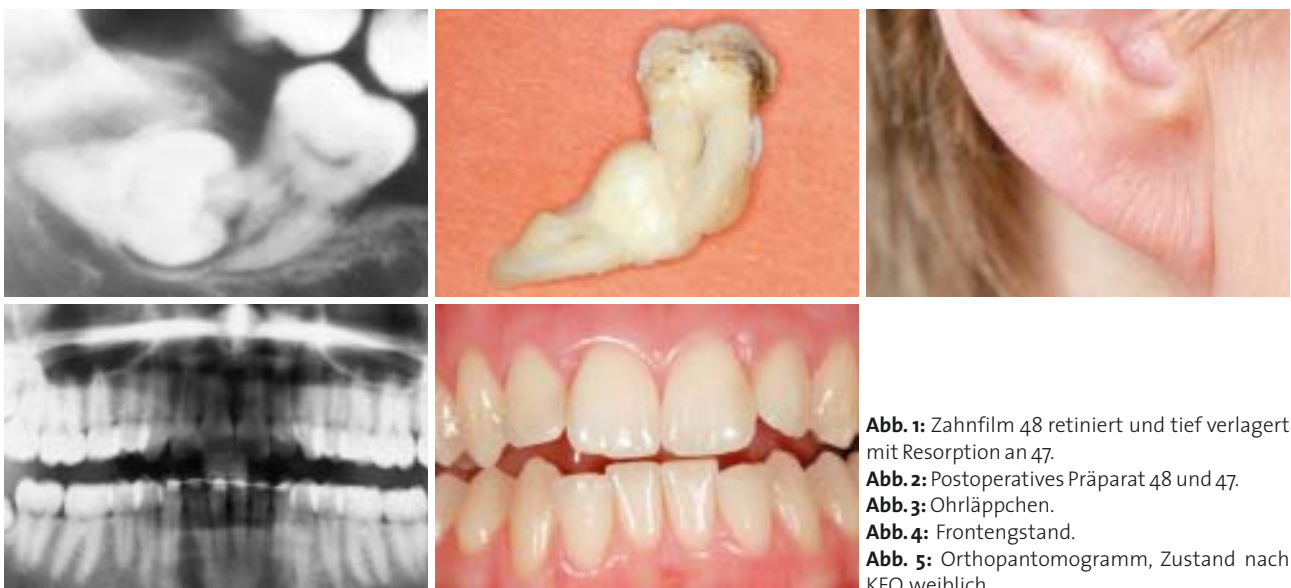 Abb. 1: Zahnfilm 48 retiniert und tief verlagert
mit Resorption an 47.
Abb. 2: Postoperatives Präparat 48 und 47.
Abb. 3: Ohrläppchen.
Abb. 4: Frontengstand.
Abb. 5: Orthopantomogramm, Zustand nach
KFO weiblich.